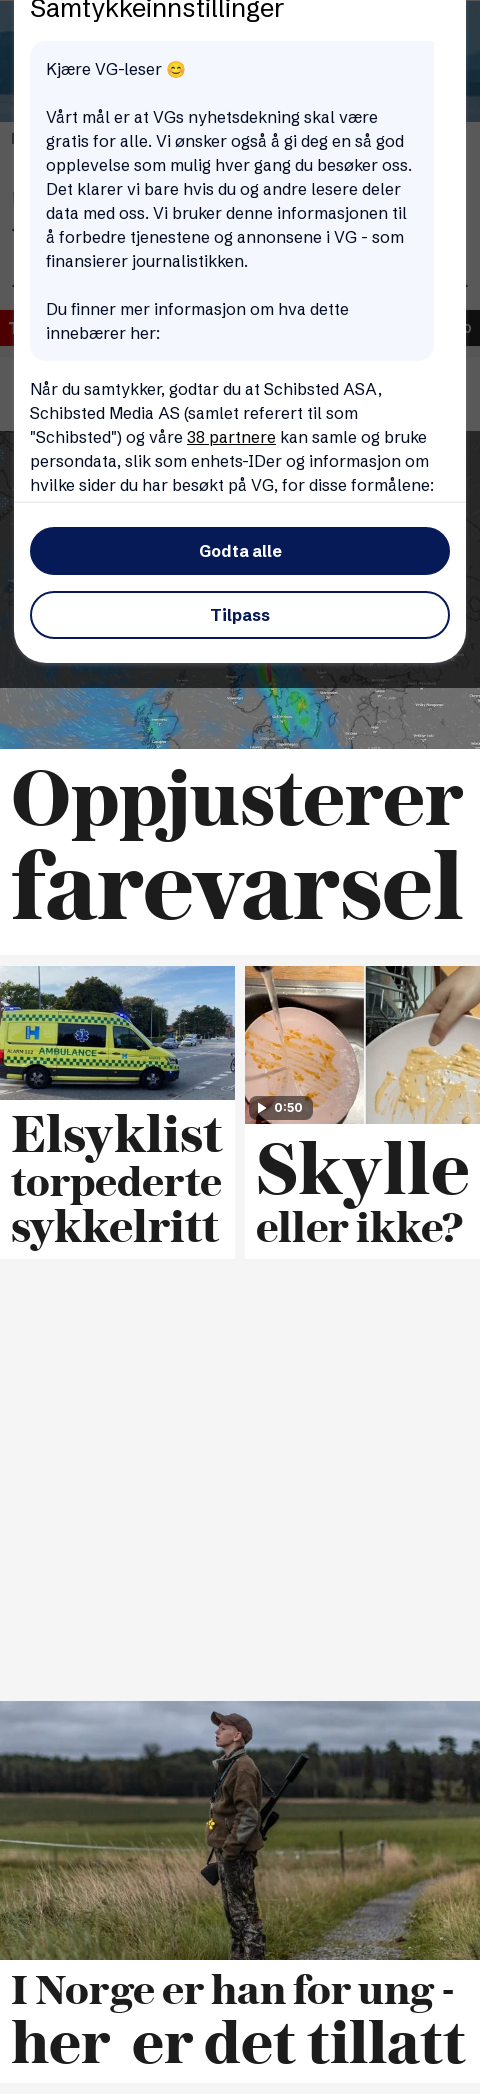 Samtykkeinnstillinger
Kjære VG-leser 😊
Vårt mål er at VGs nyhetsdekning skal være
gratis for alle. Vi ønsker også å gi deg en så god
opplevelse som mulig hver gang du besøker oss.
Det klarer vi bare hvis du og andre lesere deler
data med oss. Vi bruker denne informasjonen til
å forbedre tjenestene og annonsene i VG - som
finansierer journalistikken.
Du finner mer informasjon om hva dette
innebærer her:
Når du samtykker, godtar du at Schibsted ASA,
Schibsted Media AS (samlet referert til som
"Schibsted") og våre 38 partnere kan samle og bruke
persondata, slik som enhets-IDer og informasjon om
hvilke sider du har besøkt på VG, for disse formålene:
Godta alle
Tilpass
Oppjusterer
farevarsel
AMBULANCE
0:50
Elsyklist
torpederte
sykkelritt
Skylle
eller ikke?
I Norge er han for ung -
her er det tillatt